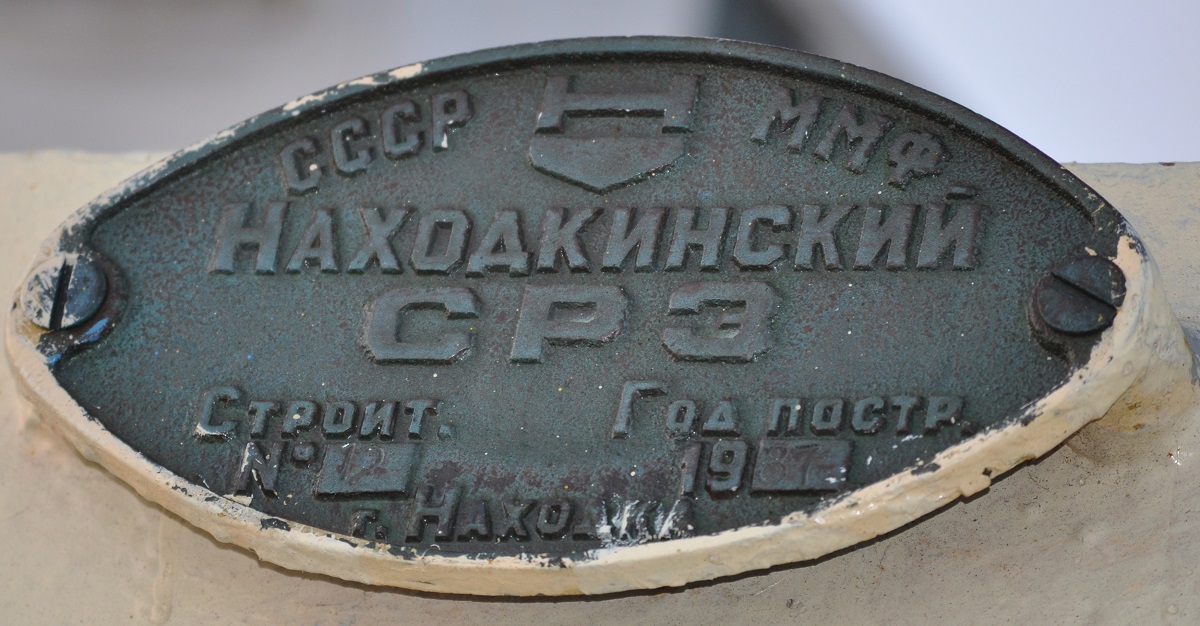 СССР ММФ
НАХОДКИНСКИЙ
СРЗ
СТРОИТ. ГОД ПОСТР.
№ 12 1987
г. НАХОДКА